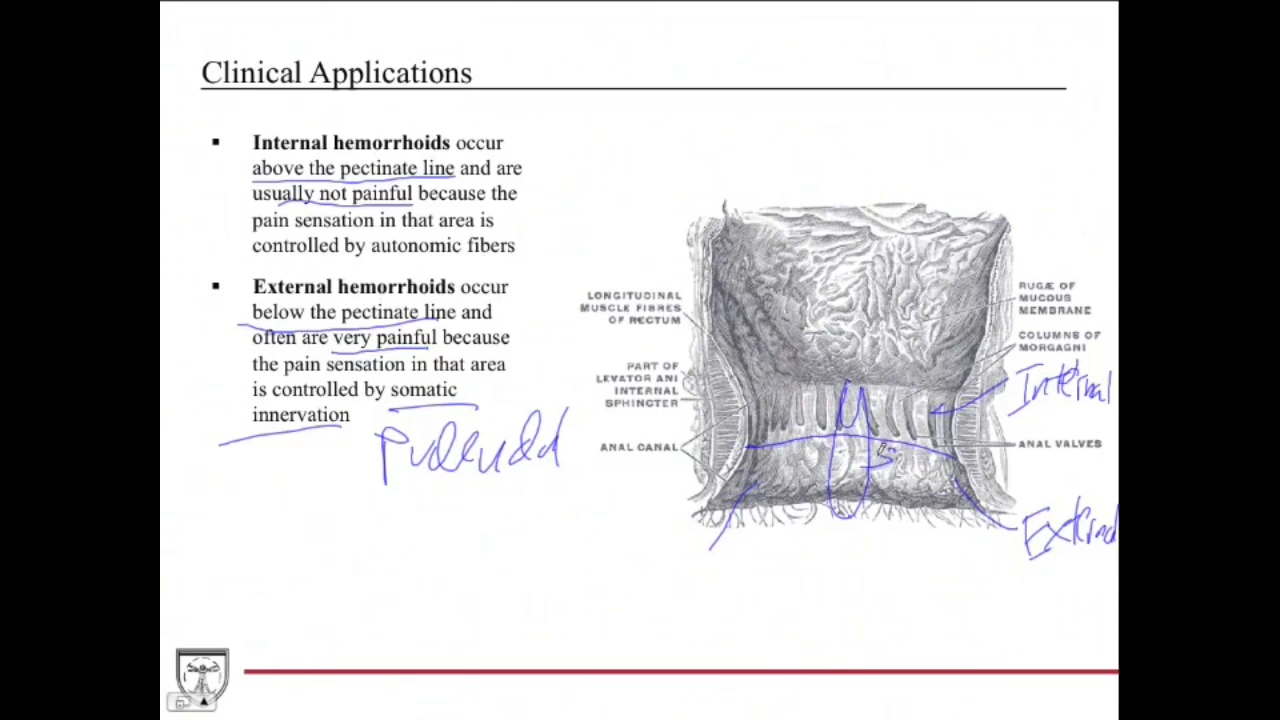 Clinical Applications
Internal hemorrhoids occur
above the pectinate line and are
usually not painful because the
pain sensation in that area is
controlled by autonomic fibers
External hemorrhoids occur
below the pectinate line and
often are very painful because
the pain sensation in that area
is controlled by somatic
innervation
Pudendal
LONGITUDINAL
MUSCLE FIBRES
OF RECTUM
PART OF
LEVATOR ANI
INTERNAL
SPHINCTER
ANAL CANAL
RUGÆ OF
MUCOUS
MEMBRANE
COLUMNS OF
MORGAGNI
Internal
ANAL VALVES
External